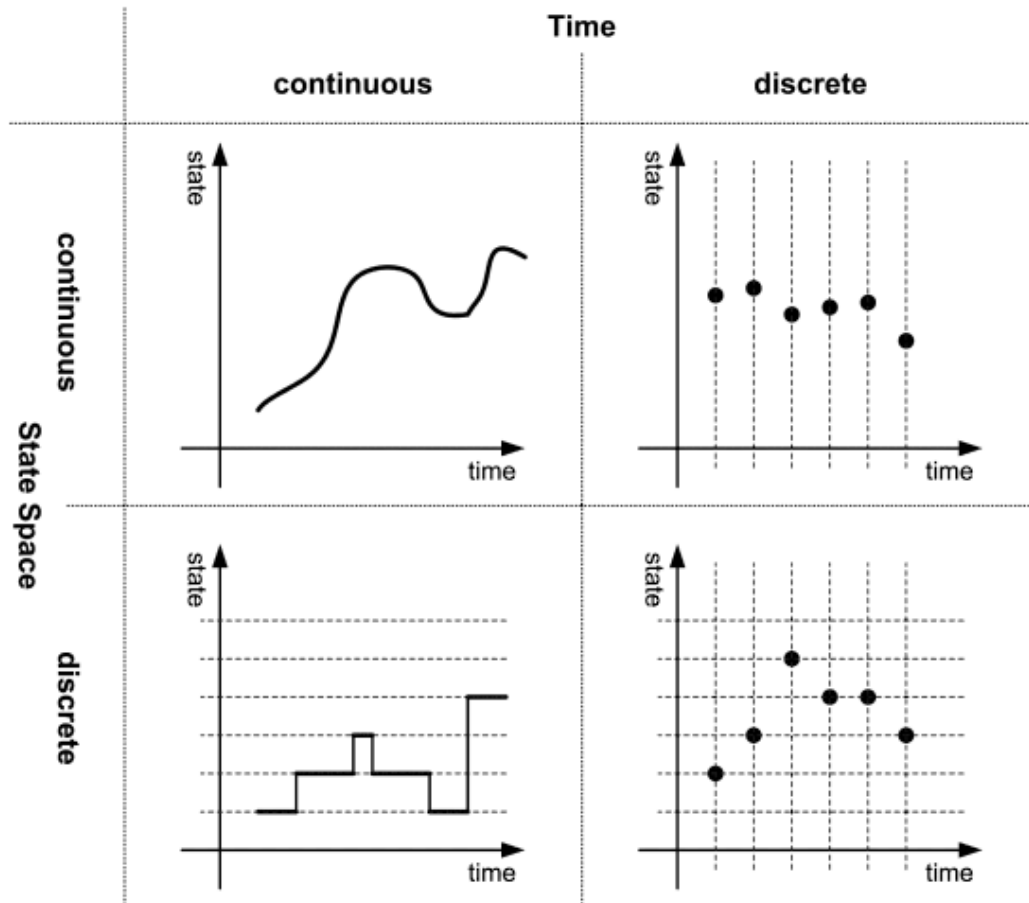 Time
continuous
discrete
State Space
continuous
state
time
state
time
discrete
state
time
state
time